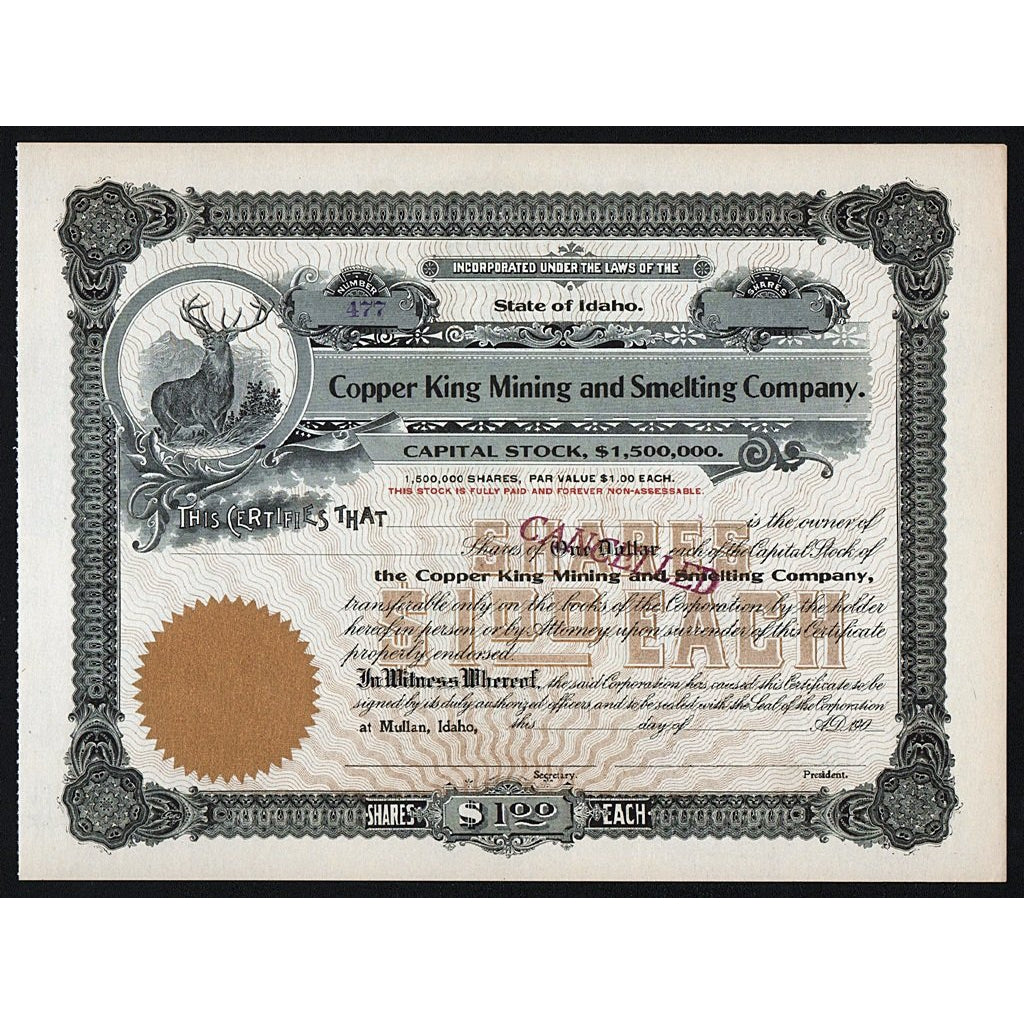 INCORPORATED UNDER THE LAWS OF THE
NUMBER
477
State of Idaho.
SHARES
Copper King Mining and Smelting Company.
CAPITAL STOCK, $1,500,000.
1,500,000 SHARES, PAR VALUE $1.00 EACH.
THIS STOCK IS FULLY PAID AND FOREVER NON-ASSESSABLE.
THIS CERTIFIES THAT is the owner of
Shares of One Dollar each of the Capital Stock of
CANCELLED
SHARES
$1.00 EACH
the Copper King Mining and Smelting Company,
transferable only on the books of the Corporation by the holder
hereof in person or by Attorney upon surrender of this Certificate
properly endorsed.
In Witness Whereof, the said Corporation has caused this Certificate to be
signed by its duly authorized officers and to be sealed with the Seal of the Corporation
at Mullan, Idaho, this day of A.D. 190
Secretary. President.
SHARES $1.00 EACH